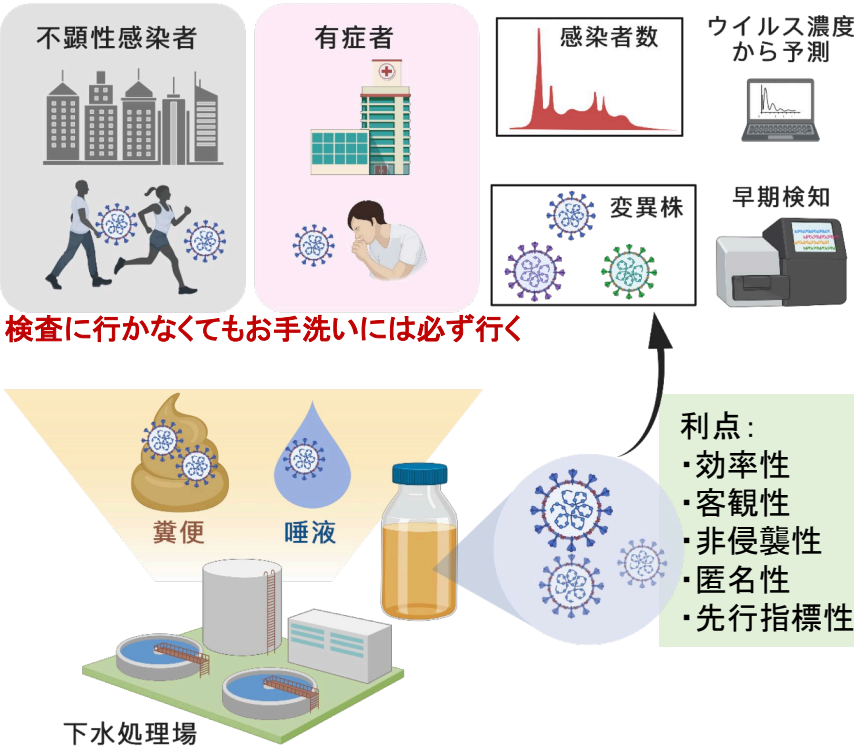 不顕性感染者
有症者
感染者数
ウイルス濃度
から予測
変異株
早期検知
検査に行かなくてもお手洗いには必ず行く
糞便
唾液
利点：
・効率性
・客観性
・非侵襲性
・匿名性
・先行指標性
下水処理場